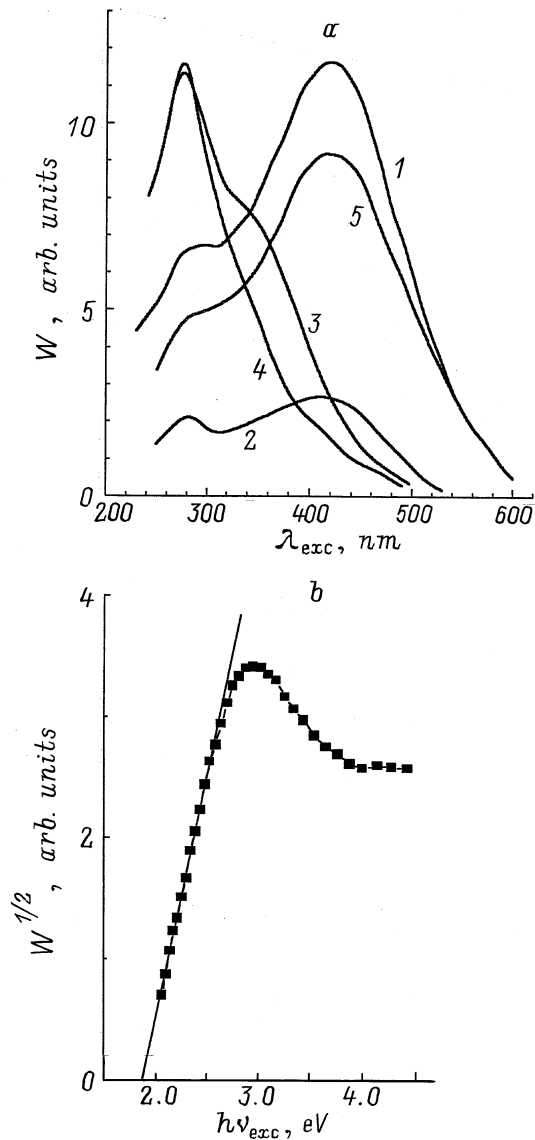 a
10
5
0
W, arb. units
1
5
3
4
2
200 300 400 500 600
λexc, nm
b
4
2
0
W1/2, arb. units
2.0 3.0 4.0
hνexc, eV